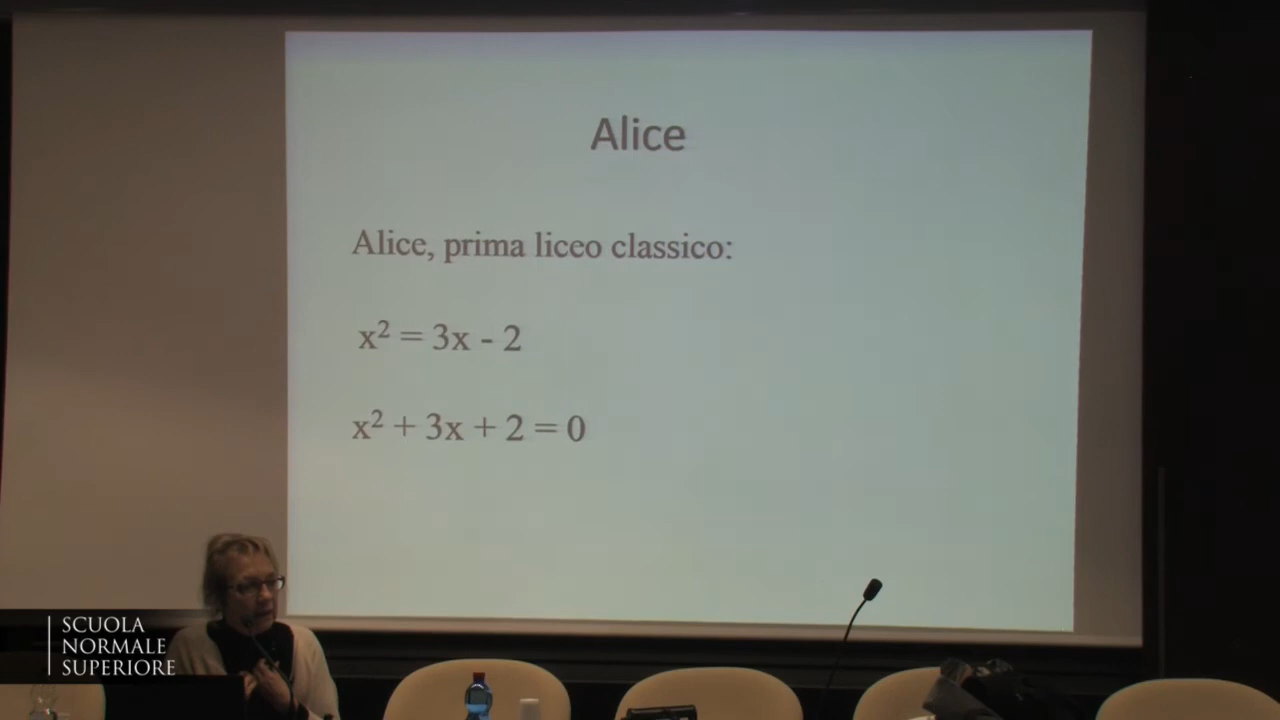 Alice
Alice, prima liceo classico:
x² = 3x - 2
x² + 3x + 2 = 0
SCUOLA
NORMALE
SUPERIORE